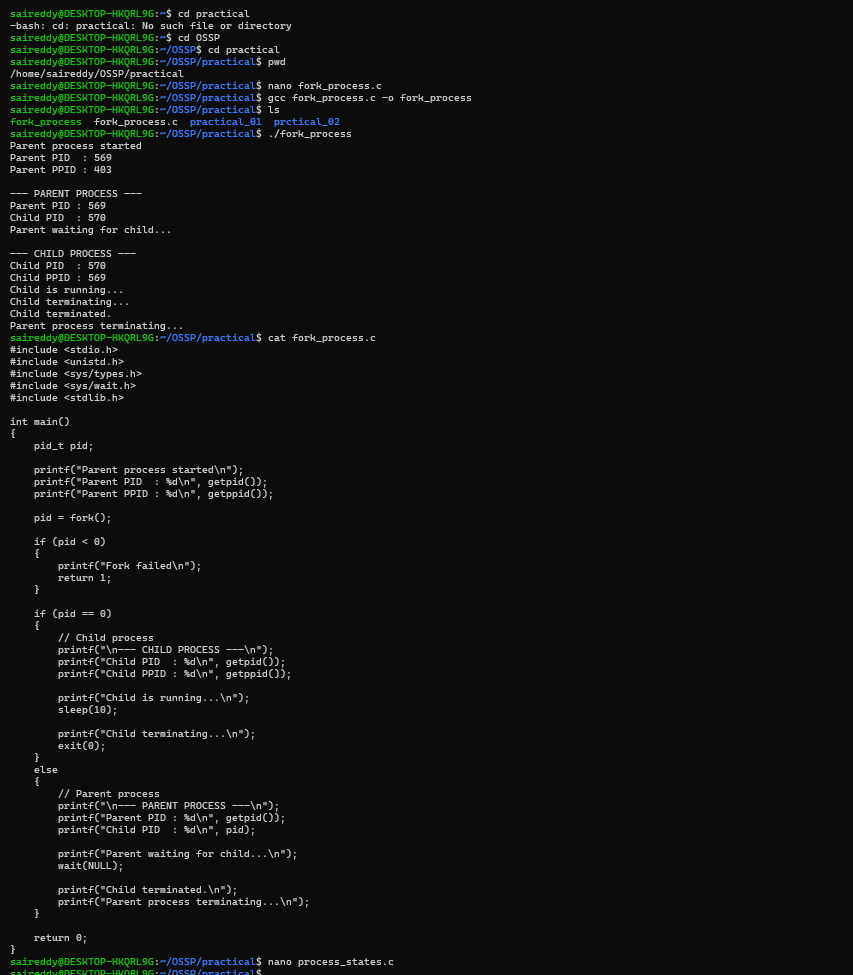 saireddy@DESKTOP-HKQRL9G:~$ cd practical
-bash: cd: practical: No such file or directory
saireddy@DESKTOP-HKQRL9G:~$ cd OSSP
saireddy@DESKTOP-HKQRL9G:~/OSSP$ cd practical
saireddy@DESKTOP-HKQRL9G:~/OSSP/practical$ pwd
/home/saireddy/OSSP/practical
saireddy@DESKTOP-HKQRL9G:~/OSSP/practical$ nano fork_process.c
saireddy@DESKTOP-HKQRL9G:~/OSSP/practical$ gcc fork_process.c -o fork_process
saireddy@DESKTOP-HKQRL9G:~/OSSP/practical$ ls
fork_process  fork_process.c  practical_01  prctical_02
saireddy@DESKTOP-HKQRL9G:~/OSSP/practical$ ./fork_process
Parent process started
Parent PID  : 569
Parent PPID : 403

--- PARENT PROCESS ---
Parent PID : 569
Child PID  : 570
Parent waiting for child...

--- CHILD PROCESS ---
Child PID  : 570
Child PPID : 569
Child is running...
Child terminating...
Child terminated.
Parent process terminating...
saireddy@DESKTOP-HKQRL9G:~/OSSP/practical$ cat fork_process.c
#include <stdio.h>
#include <unistd.h>
#include <sys/types.h>
#include <sys/wait.h>
#include <stdlib.h>

int main()
{
    pid_t pid;

    printf("Parent process started\n");
    printf("Parent PID  : %d\n", getpid());
    printf("Parent PPID : %d\n", getppid());

    pid = fork();

    if (pid < 0)
    {
        printf("Fork failed\n");
        return 1;
    }

    if (pid == 0)
    {
        // Child process
        printf("\n--- CHILD PROCESS ---\n");
        printf("Child PID  : %d\n", getpid());
        printf("Child PPID : %d\n", getppid());

        printf("Child is running...\n");
        sleep(10);

        printf("Child terminating...\n");
        exit(0);
    }
    else
    {
        // Parent process
        printf("\n--- PARENT PROCESS ---\n");
        printf("Parent PID : %d\n", getpid());
        printf("Child PID  : %d\n", pid);

        printf("Parent waiting for child...\n");
        wait(NULL);

        printf("Child terminated.\n");
        printf("Parent process terminating...\n");
    }

    return 0;
}
saireddy@DESKTOP-HKQRL9G:~/OSSP/practical$ nano process_states.c
saireddy@DESKTOP-HKQRL9G:~/OSSP/practical$